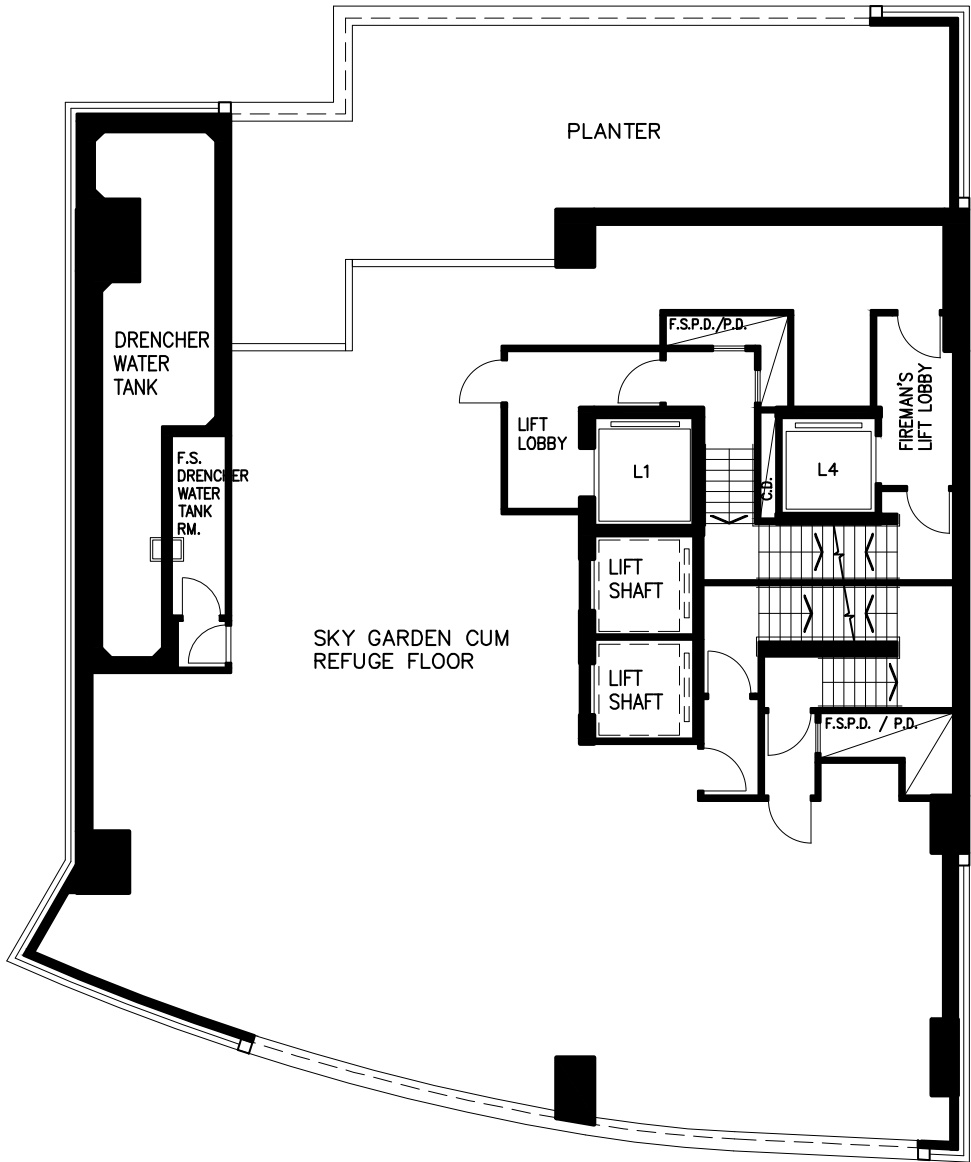 PLANTER
F.S.P.D./P.D.
DRENCHER
WATER
TANK
FIREMAN'S
LIFT LOBBY
LIFT
LOBBY
L1
L4
C.D.
F.S.
DRENCHER
WATER
TANK
RM.
LIFT
SHAFT
SKY GARDEN CUM
REFUGE FLOOR
LIFT
SHAFT
F.S.P.D. / P.D.